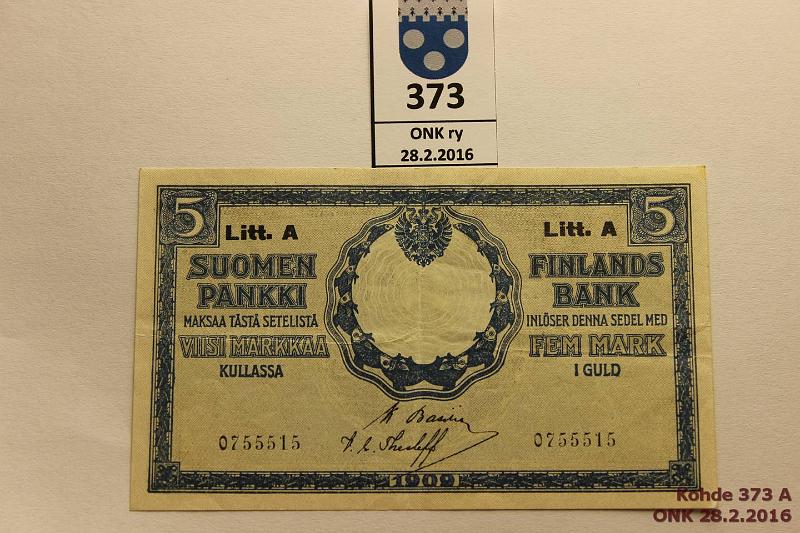 373
ONK ry
28.2.2016
5 5
Litt. A Litt. A
SUOMEN
PANKKI
MAKSAA TÄSTÄ SETELISTÄ
VIISI MARKKAA
KULLASSA
FINLANDS
BANK
INLÖSER DENNA SEDEL MED
FEM MARK
I GULD
0755515 0755515
1909
Kohde 373 A
ONK 28.2.2016